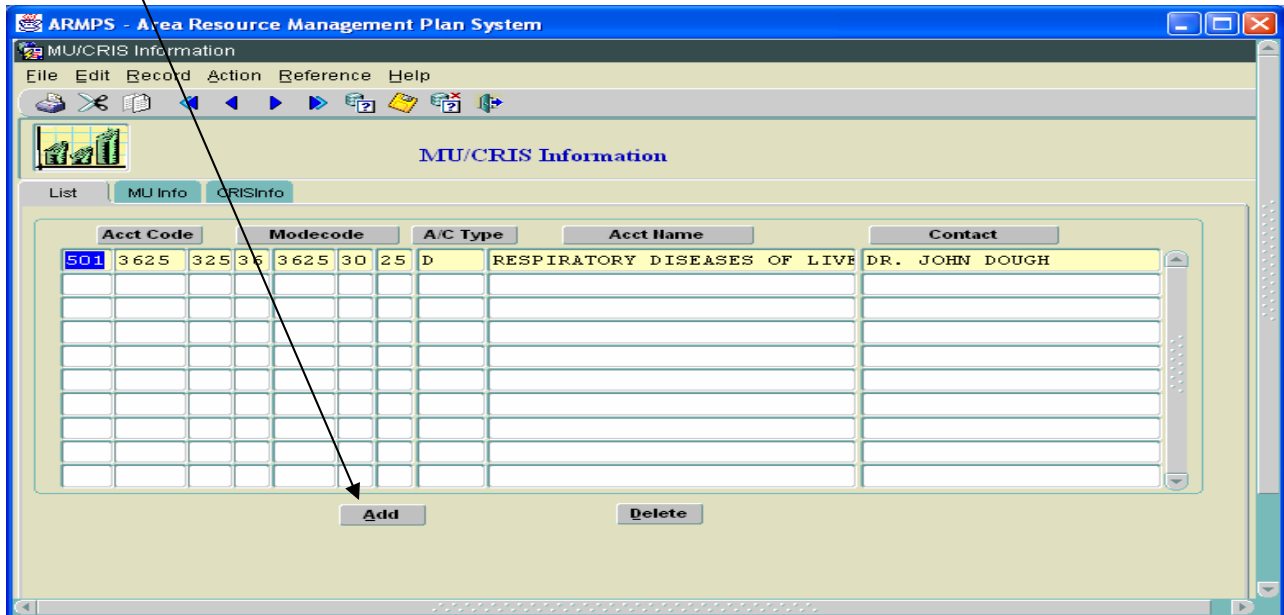 ARMPS - Area Resource Management Plan System
MU/CRIS Information
File Edit Record Action Reference Help
MU/CRIS Information
List MU Info CRISInfo
Acct Code Modecode A/C Type Acct Name Contact
501 3625 325 36 3625 30 25 D RESPIRATORY DISEASES OF LIVE DR. JOHN DOUGH
Add Delete